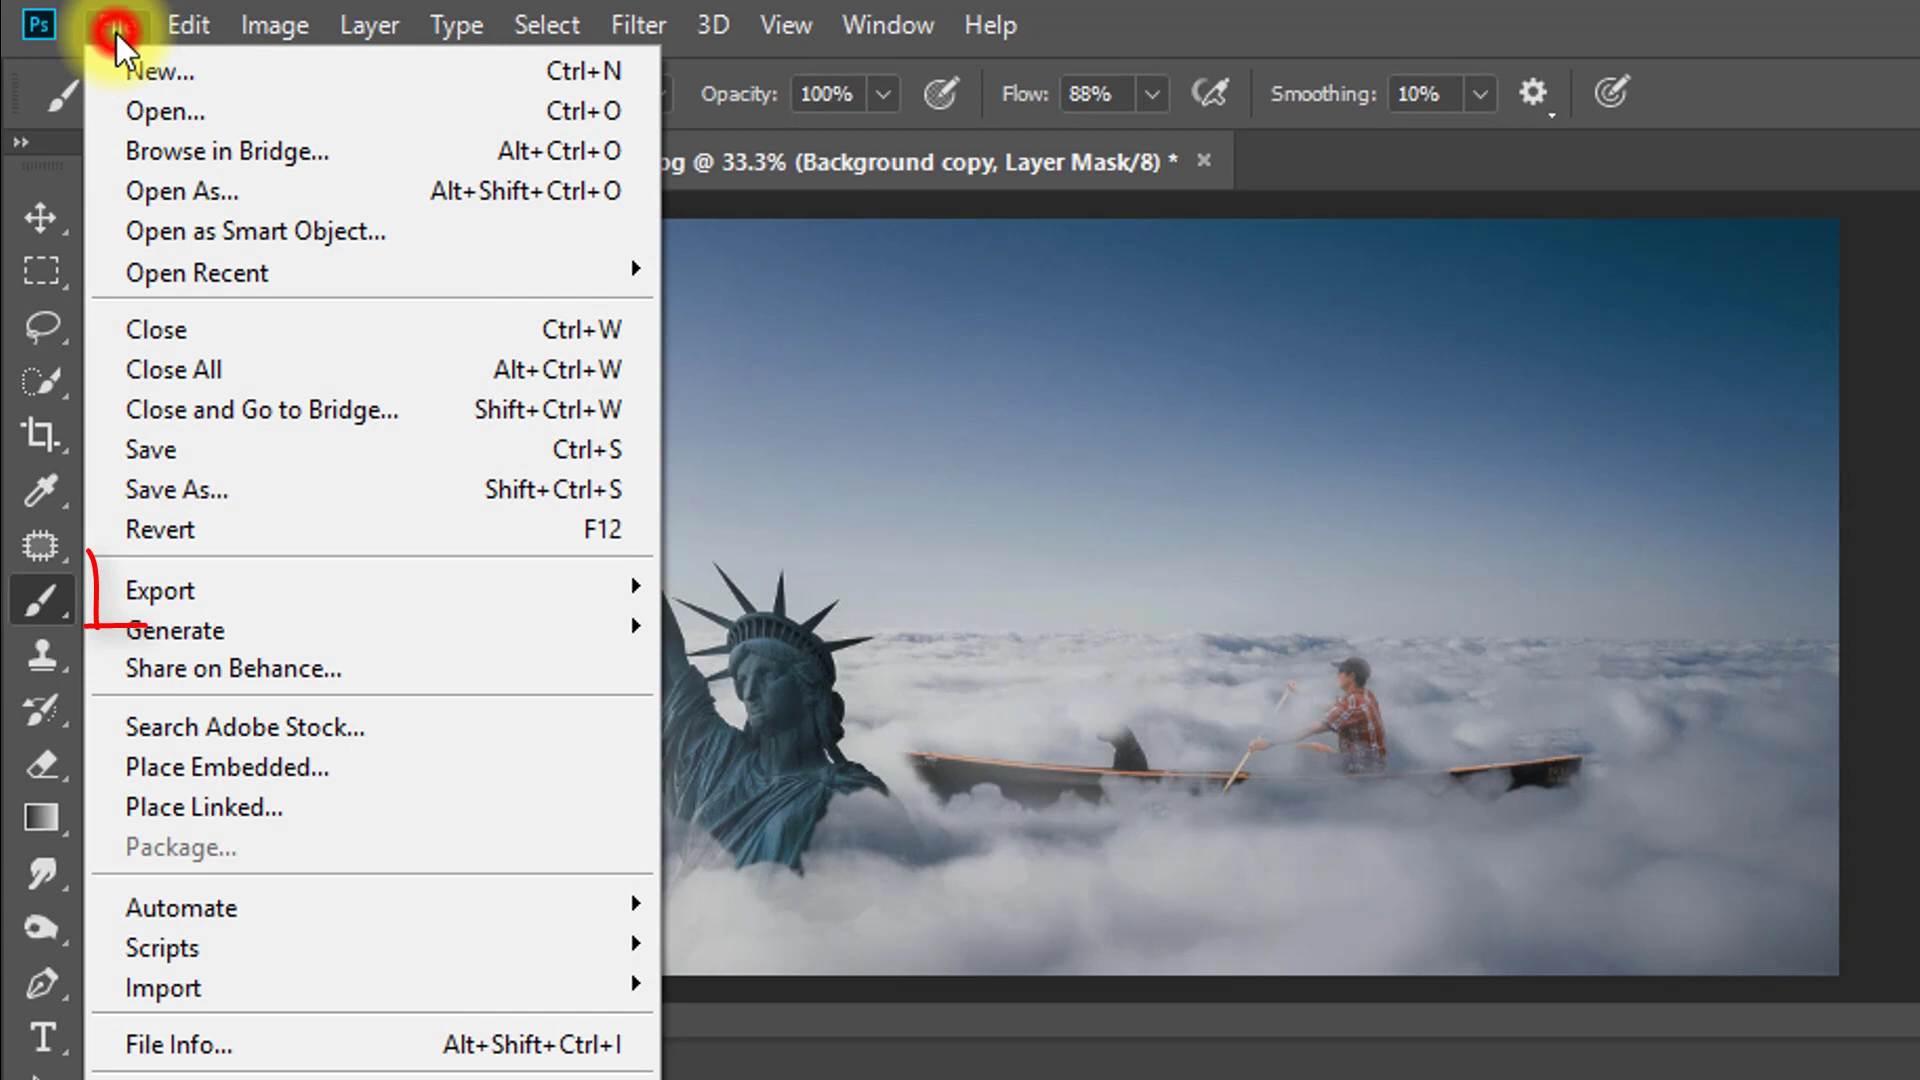 Ps Edit Image Layer Type Select Filter 3D View Window Help
Opacity: 100% Flow: 88% Smoothing: 10%
@ 33.3% (Background copy, Layer Mask/8) * ×
New... Ctrl+N
Open... Ctrl+O
Browse in Bridge... Alt+Ctrl+O
Open As... Alt+Shift+Ctrl+O
Open as Smart Object...
Open Recent
Close Ctrl+W
Close All Alt+Ctrl+W
Close and Go to Bridge... Shift+Ctrl+W
Save Ctrl+S
Save As... Shift+Ctrl+S
Revert F12
Export
Generate
Share on Behance...
Search Adobe Stock...
Place Embedded...
Place Linked...
Package...
Automate
Scripts
Import
File Info... Alt+Shift+Ctrl+I